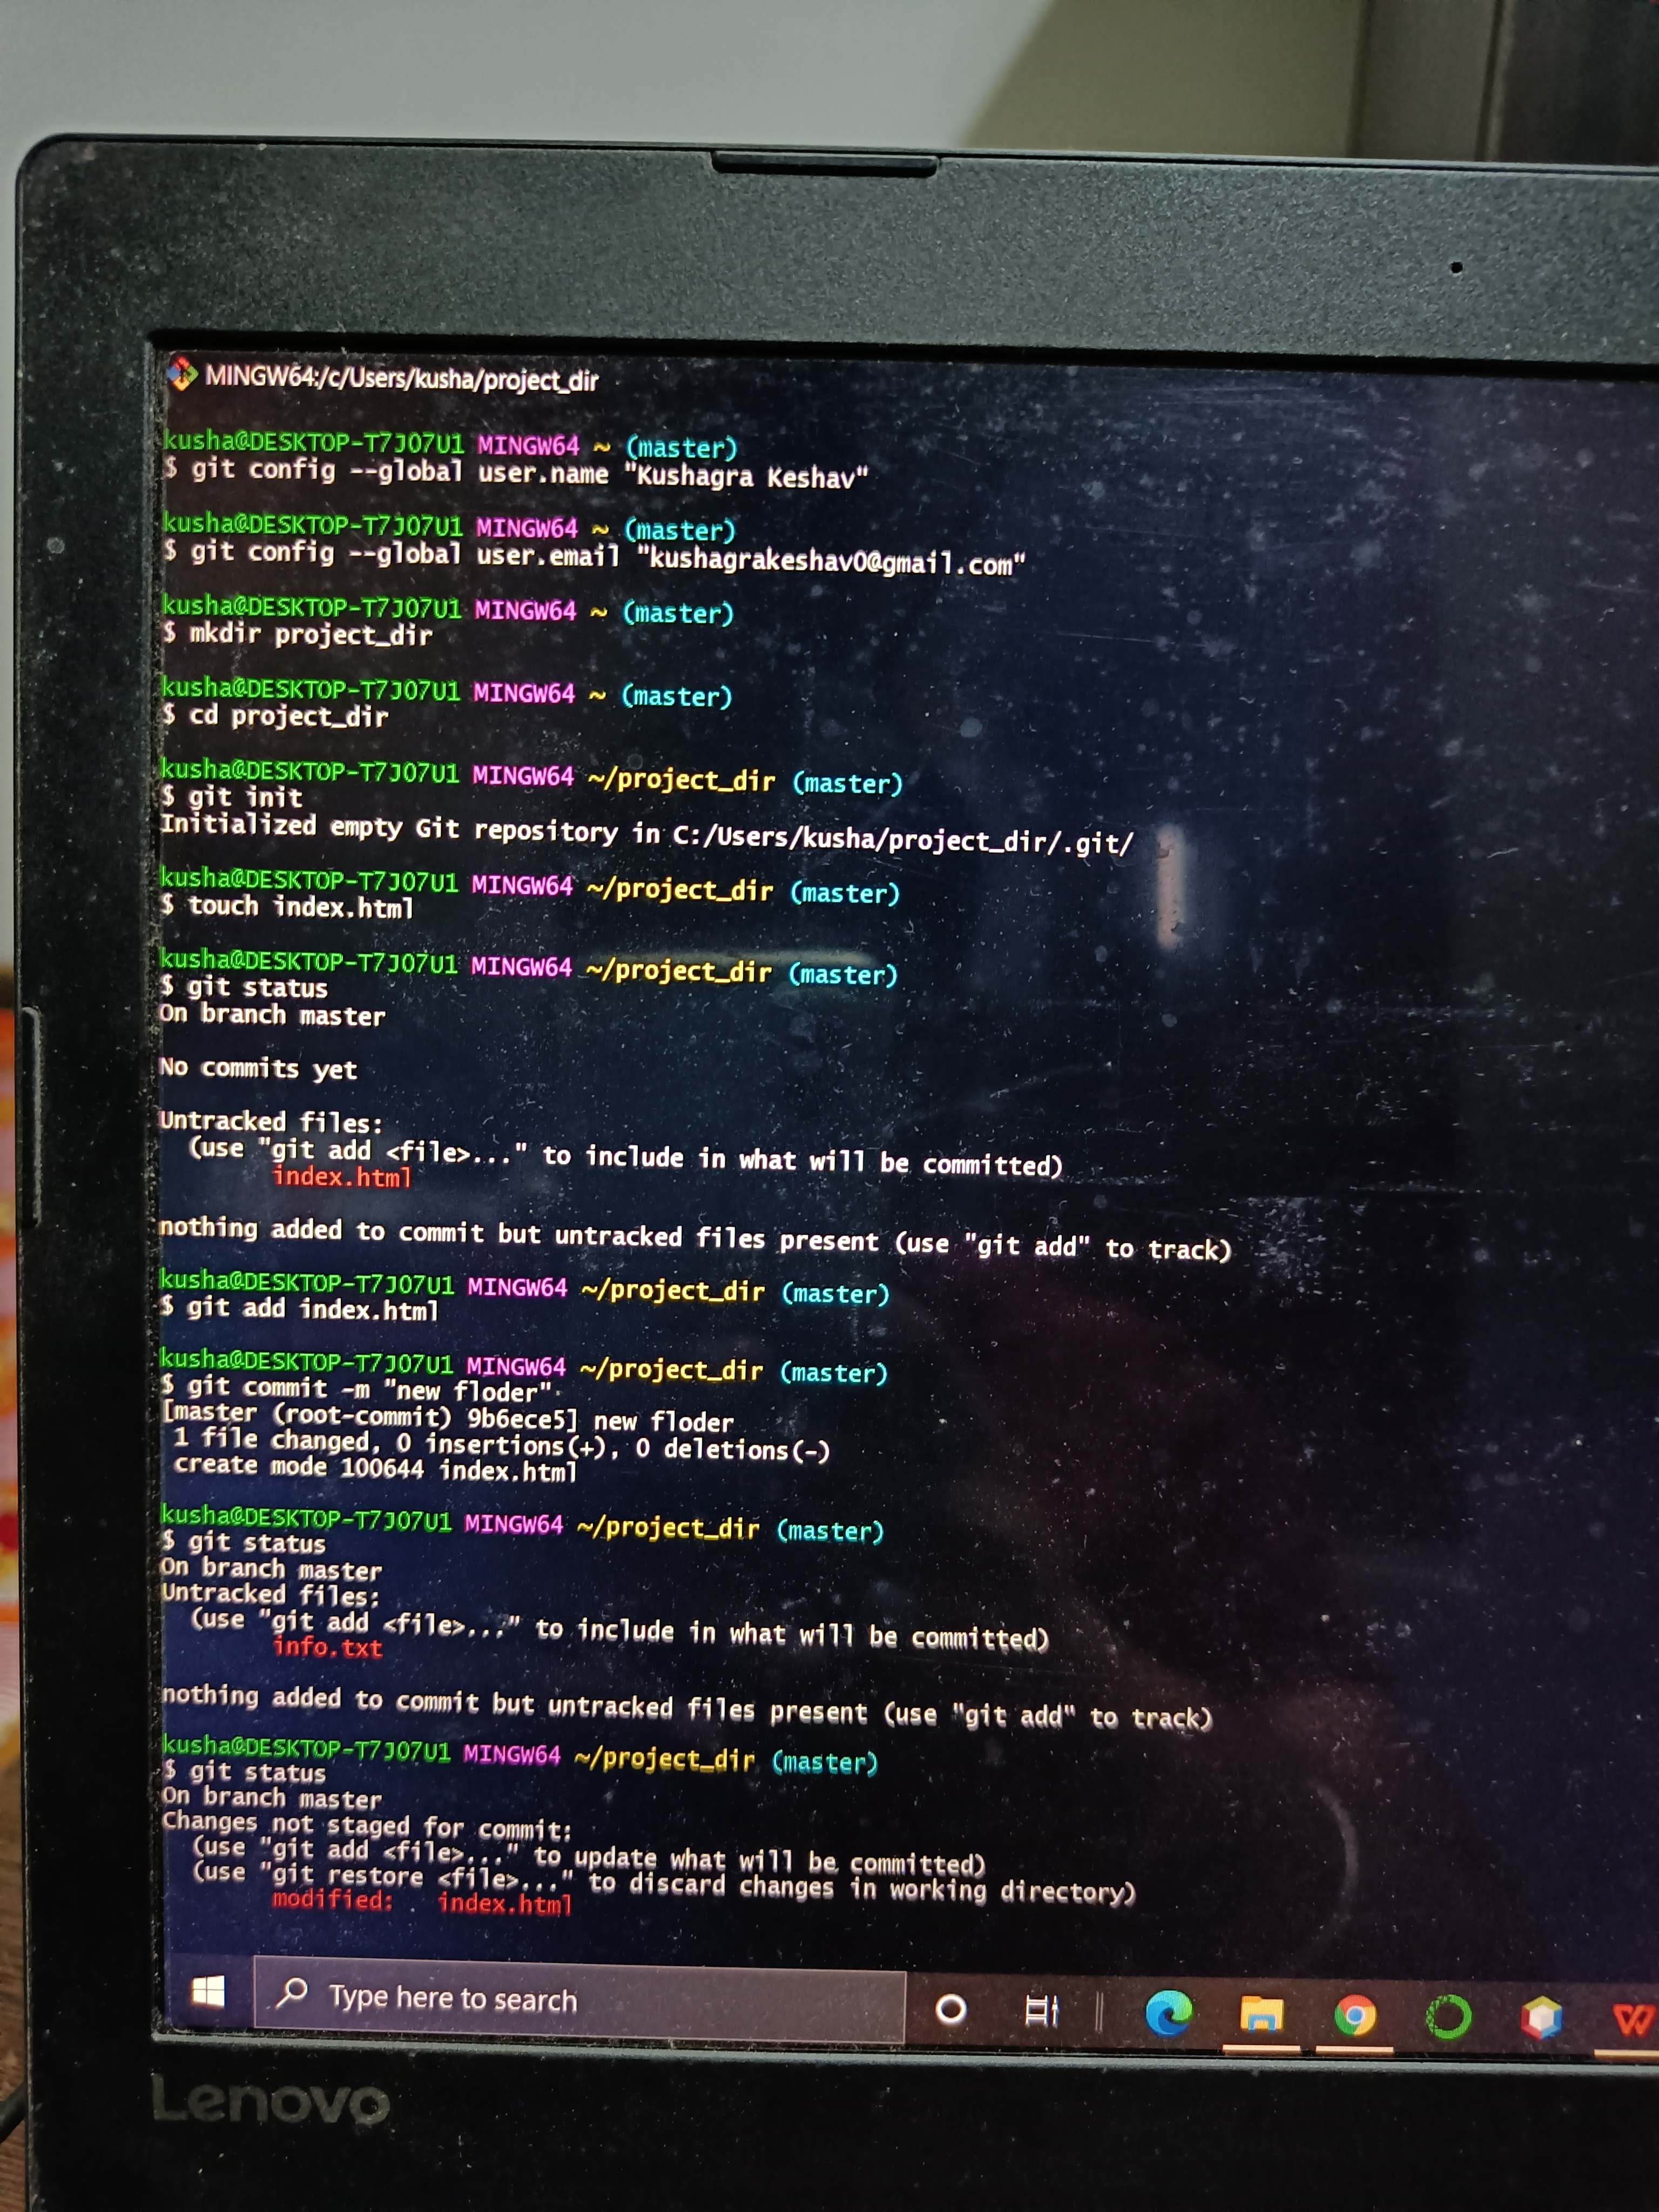 MINGW64:/c/Users/kusha/project_dir
kusha@DESKTOP-T7J07U1 MINGW64 ~ (master)
$ git config --global user.name "Kushagra Keshav"
kusha@DESKTOP-T7J07U1 MINGW64 ~ (master)
$ git config --global user.email "kushagrakeshav0@gmail.com"
kusha@DESKTOP-T7J07U1 MINGW64 ~ (master)
$ mkdir project_dir
kusha@DESKTOP-T7J07U1 MINGW64 ~ (master)
$ cd project_dir
kusha@DESKTOP-T7J07U1 MINGW64 ~/project_dir (master)
$ git init
Initialized empty Git repository in C:/Users/kusha/project_dir/.git/
kusha@DESKTOP-T7J07U1 MINGW64 ~/project_dir (master)
$ touch index.html
kusha@DESKTOP-T7J07U1 MINGW64 ~/project_dir (master)
$ git status
On branch master
No commits yet
Untracked files:
(use "git add <file>..." to include in what will be committed)
index.html
nothing added to commit but untracked files present (use "git add" to track)
kusha@DESKTOP-T7J07U1 MINGW64 ~/project_dir (master)
$ git add index.html
kusha@DESKTOP-T7J07U1 MINGW64 ~/project_dir (master)
$ git commit -m "new floder"
[master (root-commit) 9b6ece5] new floder
1 file changed, 0 insertions(+), 0 deletions(-)
create mode 100644 index.html
kusha@DESKTOP-T7J07U1 MINGW64 ~/project_dir (master)
$ git status
On branch master
Untracked files:
(use "git add <file>..." to include in what will be committed)
info.txt
nothing added to commit but untracked files present (use "git add" to track)
kusha@DESKTOP-T7J07U1 MINGW64 ~/project_dir (master)
$ git status
On branch master
Changes not staged for commit:
(use "git add <file>..." to update what will be committed)
(use "git restore <file>..." to discard changes in working directory)
modified: index.html
Type here to search
Lenovo